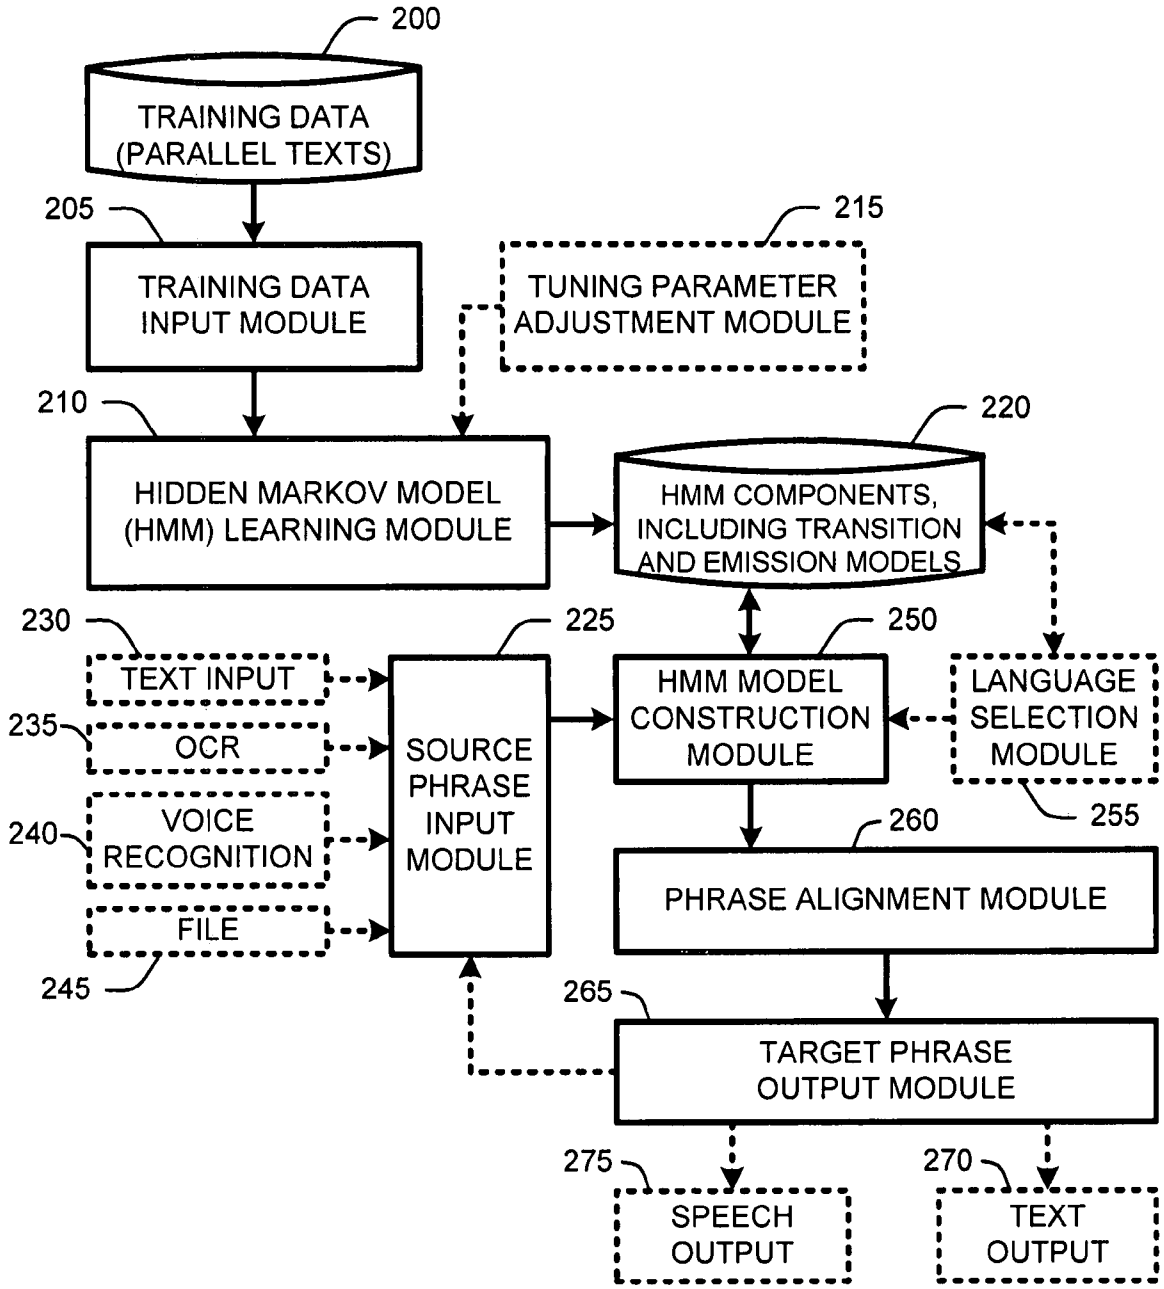 200
TRAINING DATA
(PARALLEL TEXTS)
205
TRAINING DATA
INPUT MODULE
215
TUNING PARAMETER
ADJUSTMENT MODULE
210
HIDDEN MARKOV MODEL
(HMM) LEARNING MODULE
220
HMM COMPONENTS,
INCLUDING TRANSITION
AND EMISSION MODELS
230
TEXT INPUT
235
OCR
240
VOICE
RECOGNITION
FILE
245
225
SOURCE
PHRASE
INPUT
MODULE
250
HMM MODEL
CONSTRUCTION
MODULE
LANGUAGE
SELECTION
MODULE
255
260
PHRASE ALIGNMENT MODULE
265
TARGET PHRASE
OUTPUT MODULE
275
SPEECH
OUTPUT
270
TEXT
OUTPUT